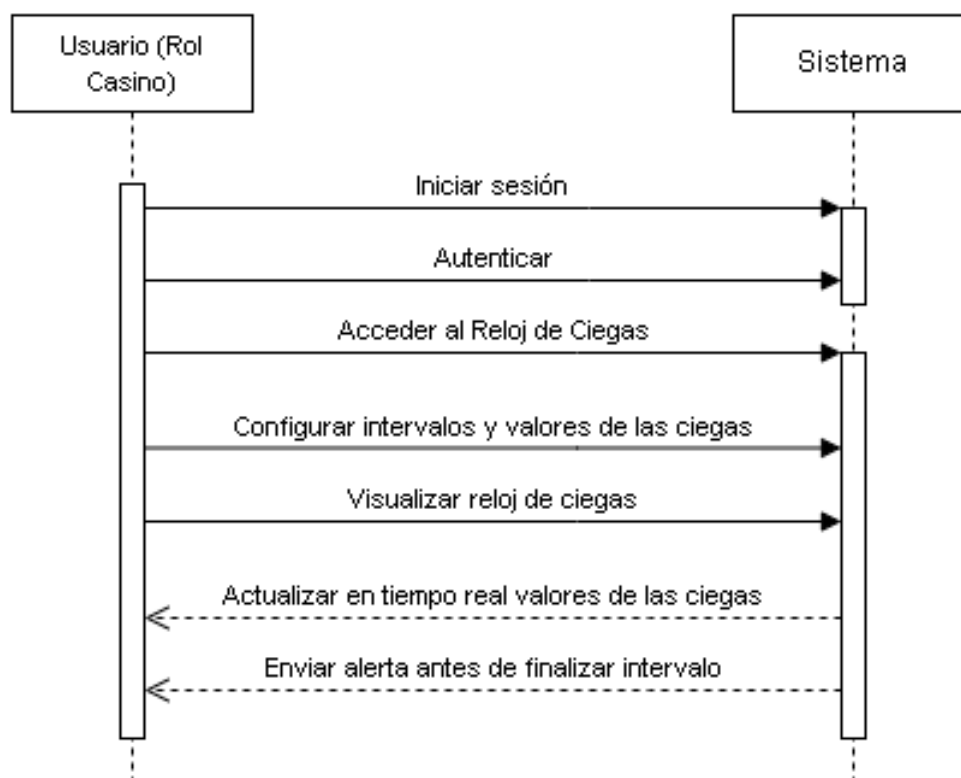 Usuario (Rol
Casino)
Sistema
Iniciar sesión
Autenticar
Acceder al Reloj de Ciegas
Configurar intervalos y valores de las ciegas
Visualizar reloj de ciegas
Actualizar en tiempo real valores de las ciegas
Enviar alerta antes de finalizar intervalo